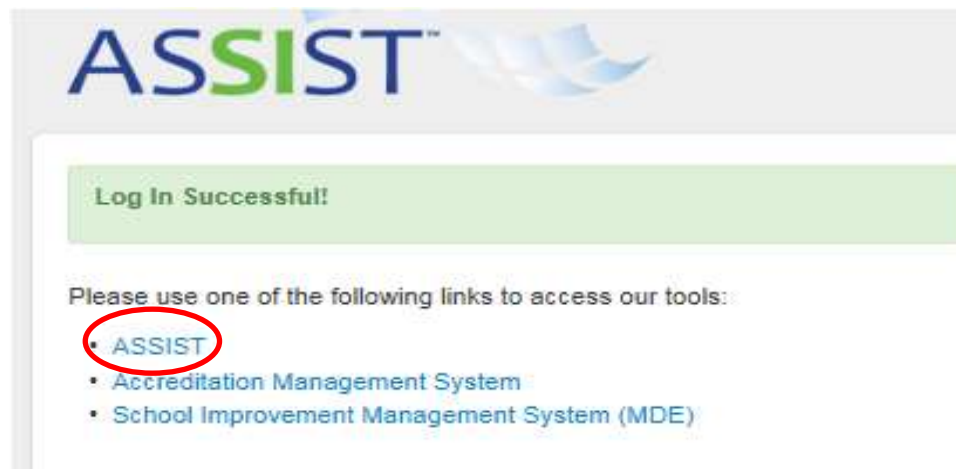 ASSIST™
Log In Successful!
Please use one of the following links to access our tools:
• ASSIST
• Accreditation Management System
• School Improvement Management System (MDE)